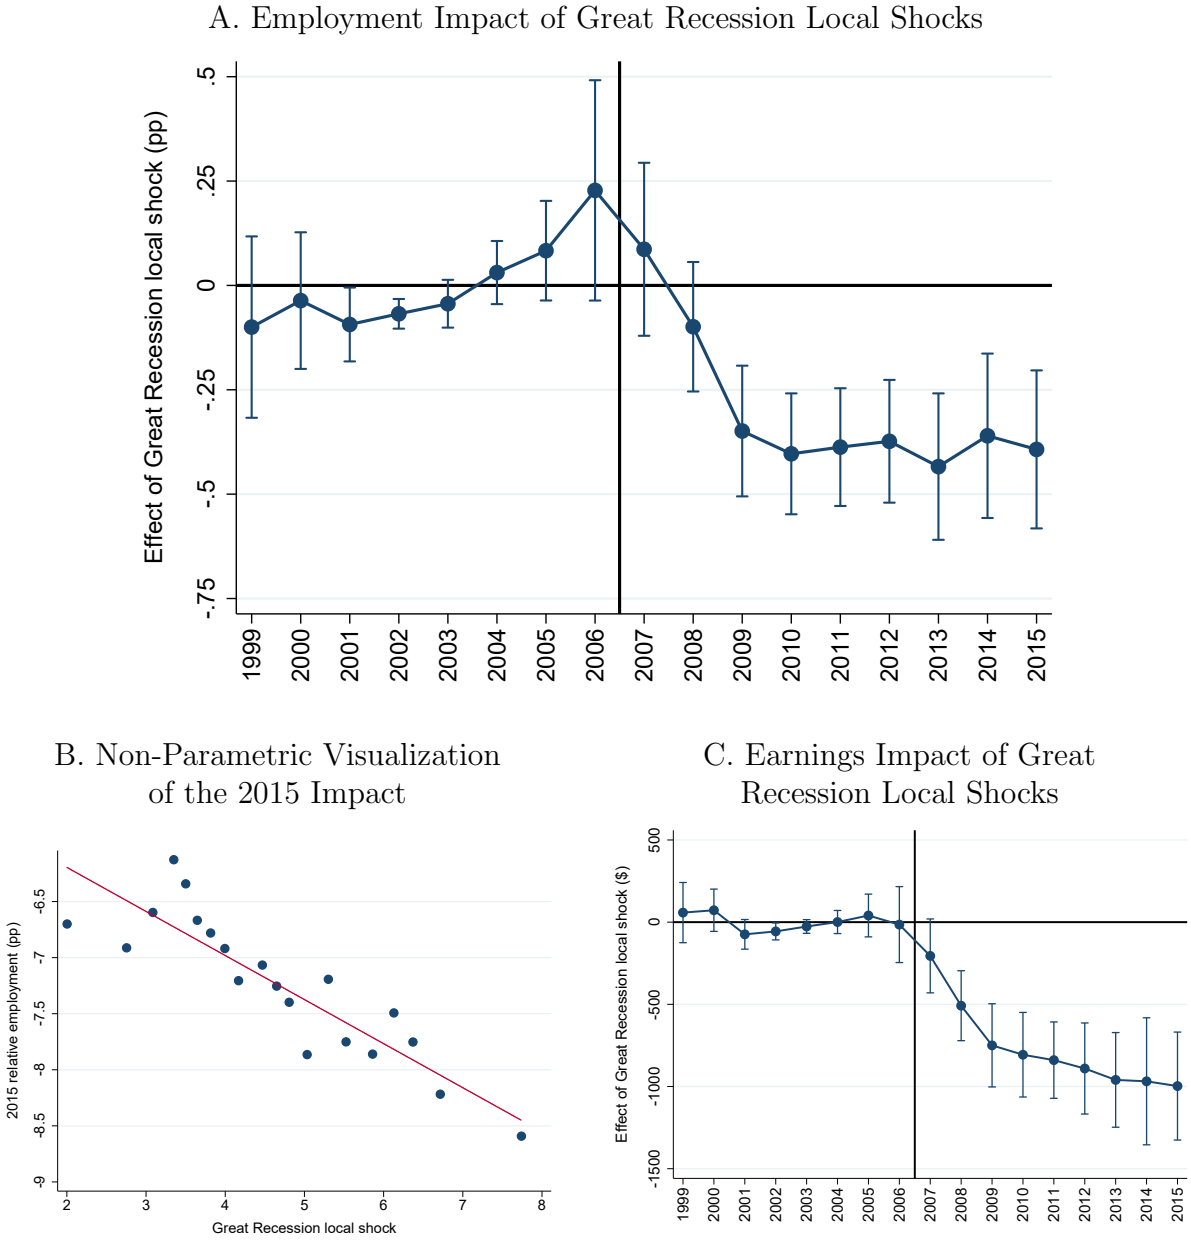 A. Employment Impact of Great Recession Local Shocks
Effect of Great Recession local shock (pp)
.5
.25
0
-.25
-.5
-.75
1999 2000 2001 2002 2003 2004 2005 2006 2007 2008 2009 2010 2011 2012 2013 2014 2015
B. Non-Parametric Visualization
of the 2015 Impact
2015 relative employment (pp)
-6.5
-7
-7.5
-8
-8.5
-9
2 3 4 5 6 7 8
Great Recession local shock
C. Earnings Impact of Great
Recession Local Shocks
Effect of Great Recession local shock ($)
500
0
-500
-1000
-1500
1999 2000 2001 2002 2003 2004 2005 2006 2007 2008 2009 2010 2011 2012 2013 2014 2015